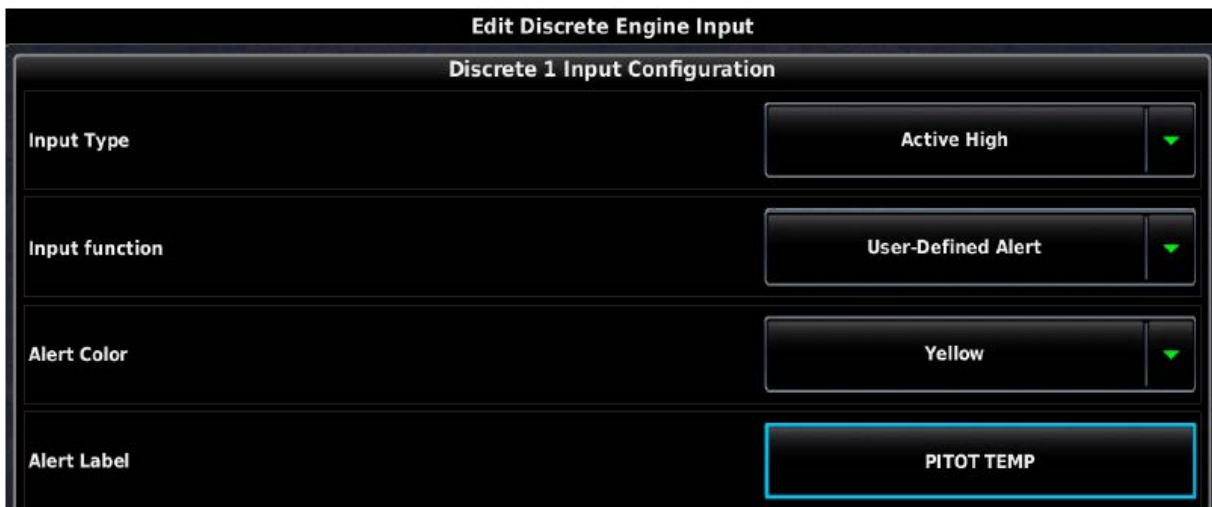 Edit Discrete Engine Input
Discrete 1 Input Configuration
Input Type
Active High
Input function
User-Defined Alert
Alert Color
Yellow
Alert Label
PITOT TEMP